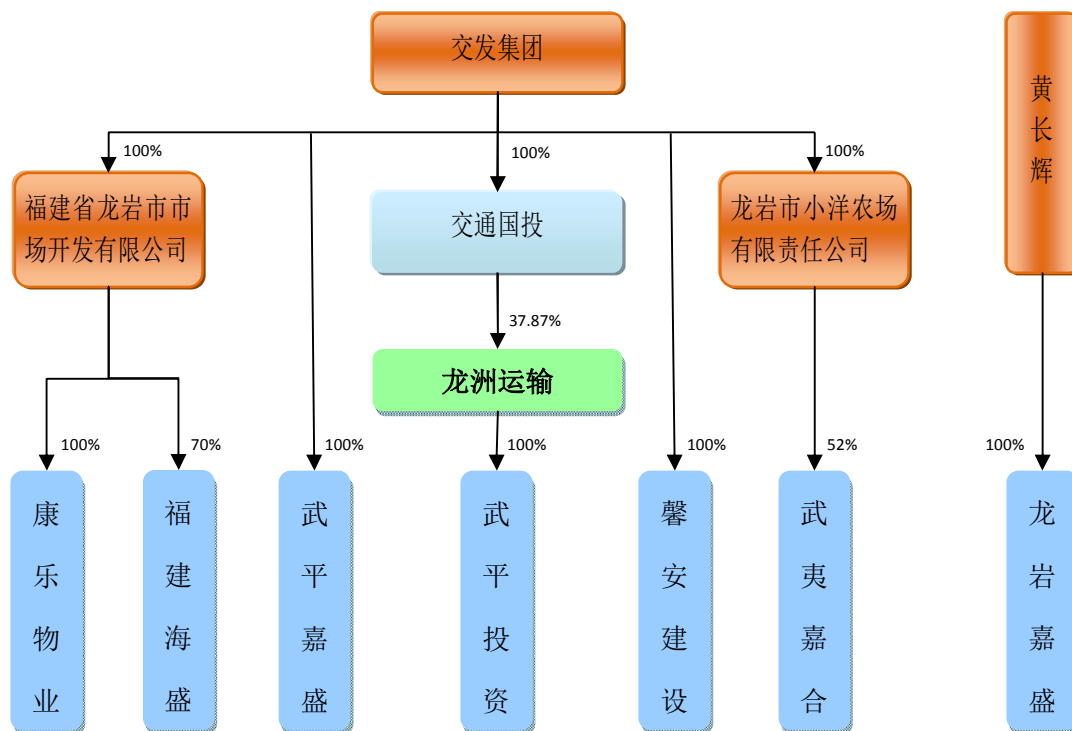 交发集团
黄长辉
100%
100%
100%
福建省龙岩市市
场开发有限公司
交通国投
龙岩市小洋农场
有限责任公司
37.87%
龙洲运输
100%
70%
100%
100%
100%
52%
100%
康乐物业
福建海盛
武平嘉盛
武平投资
馨安建设
武夷嘉合
龙岩嘉盛